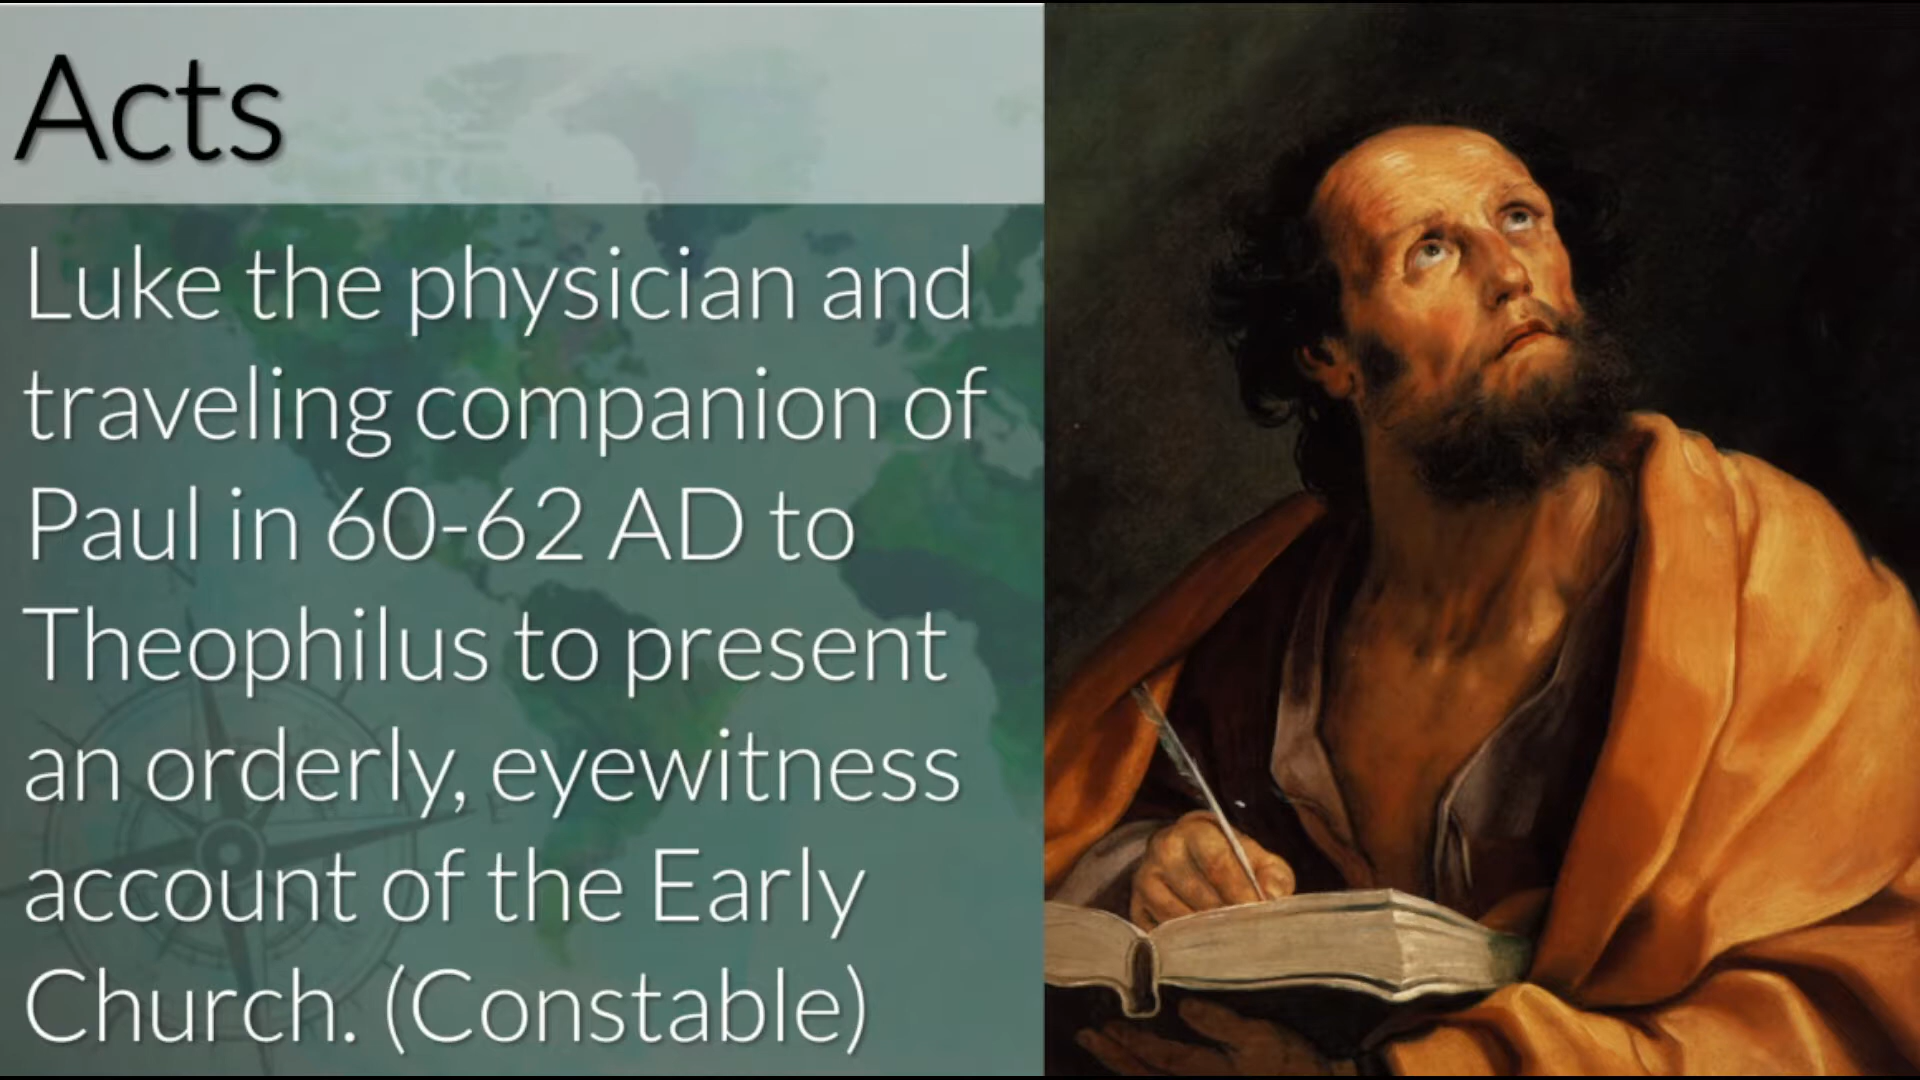 Acts
Luke the physician and
traveling companion of
Paul in 60-62 AD to
Theophilus to present
an orderly, eyewitness
account of the Early
Church. (Constable)